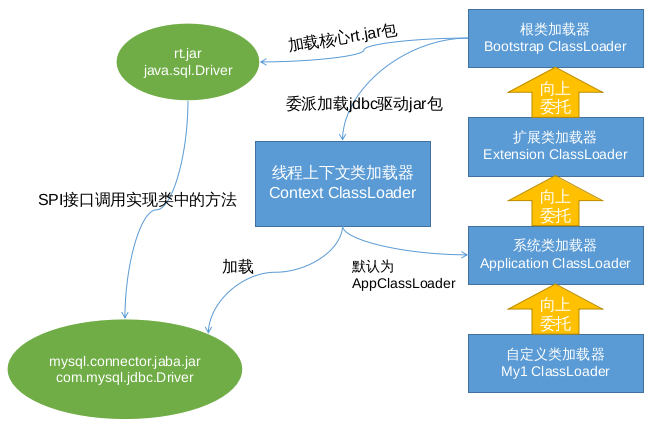 rt.jar
java.sql.Driver
加载核心rt.jar包
根类加载器
Bootstrap ClassLoader
委派加载jdbc驱动jar包
向上
委托
扩展类加载器
Extension ClassLoader
线程上下文类加载器
Context ClassLoader
SPI接口调用实现类中的方法
向上
委托
系统类加载器
Application ClassLoader
加载
默认为
AppClassLoader
向上
委托
mysql.connector.jaba.jar
com.mysql.jdbc.Driver
自定义类加载器
My1 ClassLoader